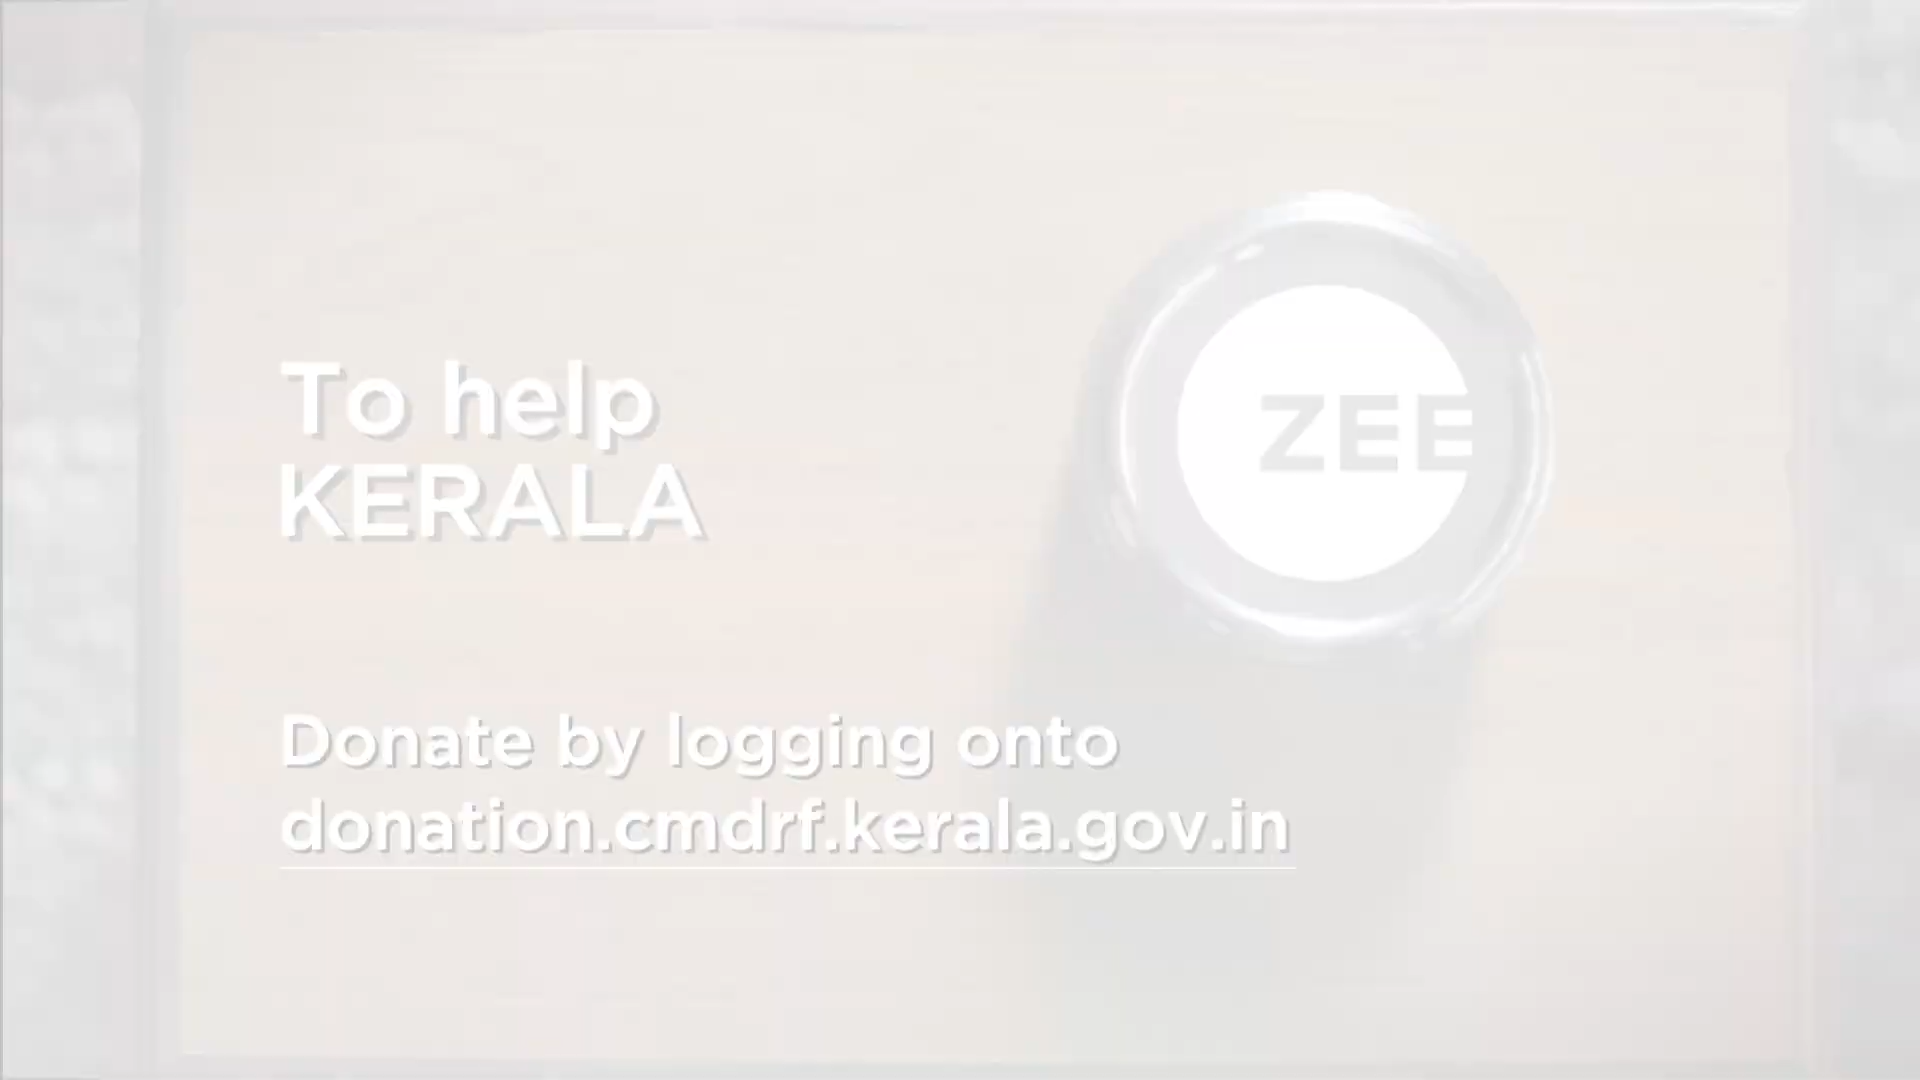 To help
KERALA
ZEE
Donate by logging onto
donation.cmdrf.kerala.gov.in